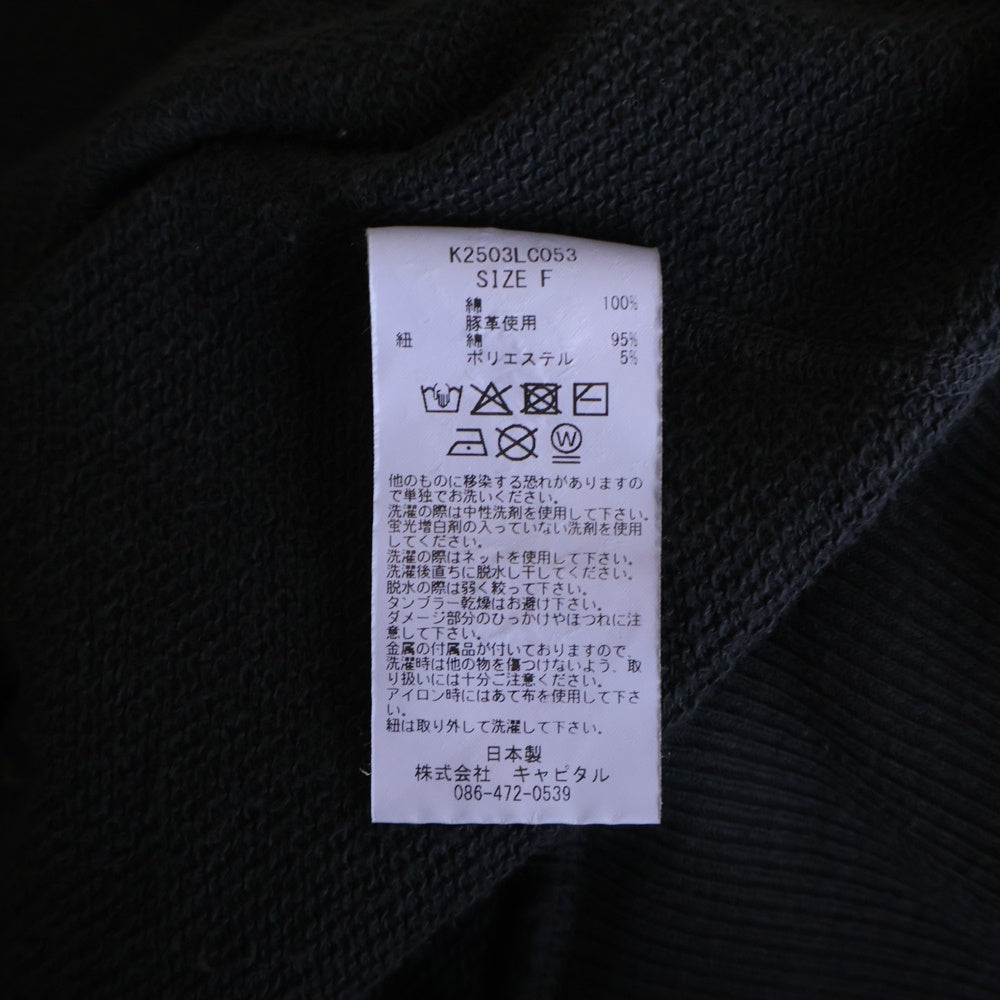 K2503LC053
SIZE F
綿 100%
豚革使用
紐 綿 95%
ポリエステル 5%
W
他のものに移染する恐れがありますの
で単独でお洗いください。
洗濯の際は中性洗剤を使用して下さい。
蛍光増白剤の入っていない洗剤を使用
してください。
洗濯の際はネットを使用して下さい。
洗濯後直ちに脱水し干してください。
脱水の際は弱く絞って下さい。
タンブラー乾燥はお避け下さい。
ダメージ部分のひっかけやほつれに注
意して下さい。
金属の付属品が付いておりますので、
洗濯時は他の物を傷つけないよう、取
り扱いには十分ご注意ください。
アイロン時にはあて布を使用して下さ
い。
紐は取り外して洗濯して下さい。
日本製
株式会社 キャピタル
086-472-0539